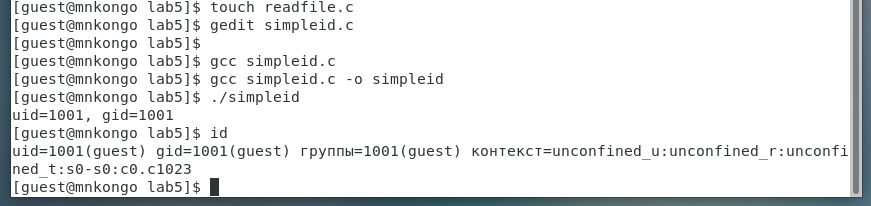 [guest@mnkongo lab5]$ touch readfile.c
[guest@mnkongo lab5]$ gedit simpleid.c
[guest@mnkongo lab5]$
[guest@mnkongo lab5]$ gcc simpleid.c
[guest@mnkongo lab5]$ gcc simpleid.c -o simpleid
[guest@mnkongo lab5]$ ./simpleid
uid=1001, gid=1001
[guest@mnkongo lab5]$ id
uid=1001(guest) gid=1001(guest) группы=1001(guest) контекст=unconfined_u:unconfined_r:unconfi
ned_t:s0-s0:c0.c1023
[guest@mnkongo lab5]$